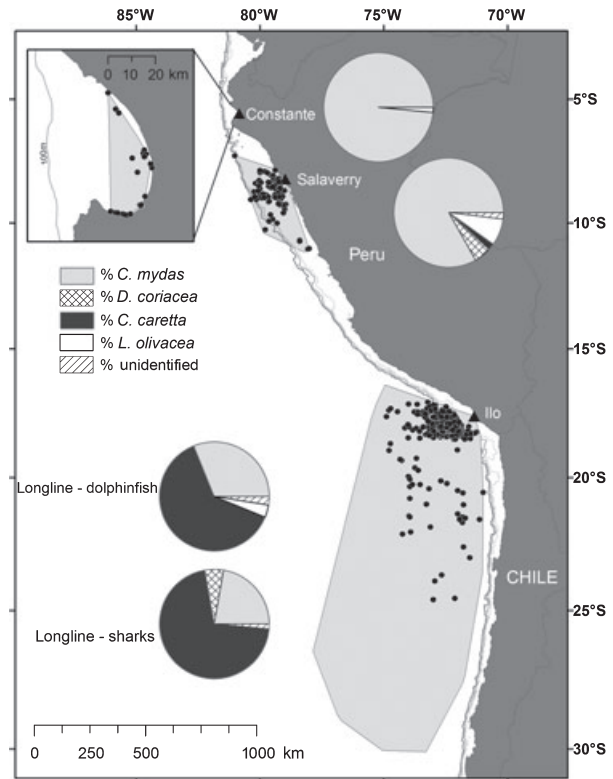 85°W 80°W 75°W 70°W
0 10 20 km
100m
5°S
Constante
Salaverry
10°S
Peru
% C. mydas
% D. coriacea
% C. caretta
% L. olivacea
% unidentified
15°S
Ilo
Longline - dolphinfish
20°S
CHILE
25°S
Longline - sharks
0 250 500 1000 km
30°S